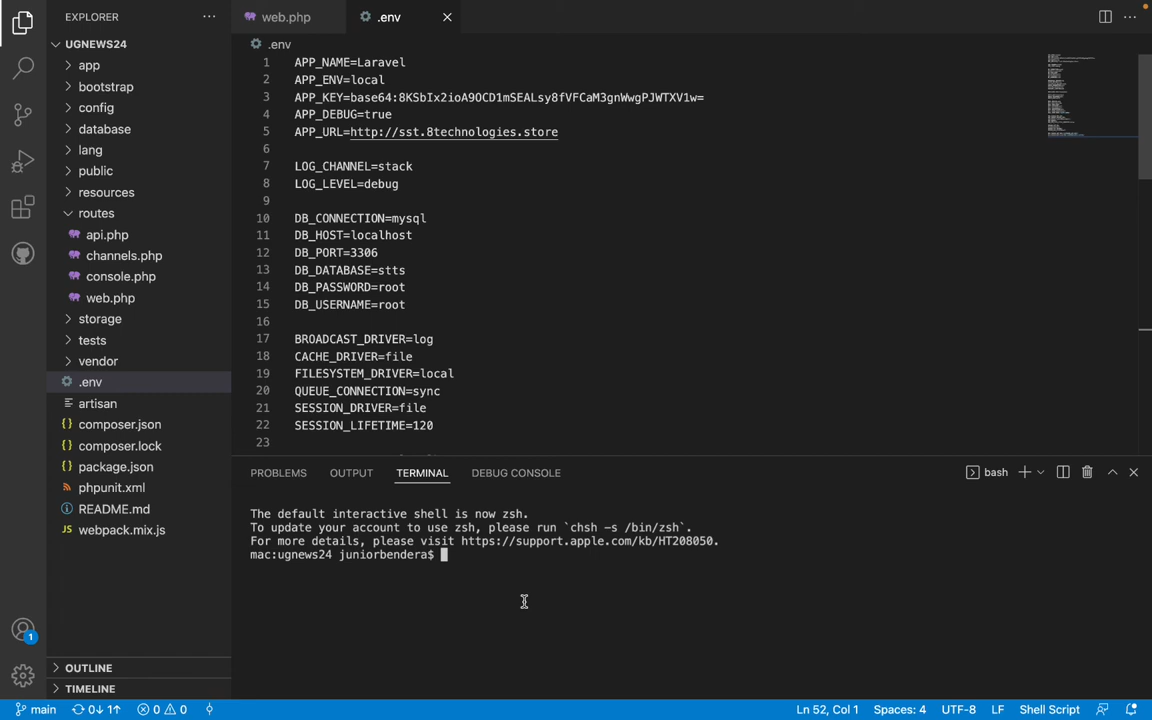 EXPLORER
web.php
.env
UGNEWS24
app
bootstrap
config
database
lang
public
resources
routes
api.php
channels.php
console.php
web.php
storage
tests
vendor
.env
artisan
composer.json
composer.lock
package.json
phpunit.xml
README.md
webpack.mix.js
OUTLINE
TIMELINE
.env
1 APP_NAME=Laravel
2 APP_ENV=local
3 APP_KEY=base64:8KSbIx2ioA9OCD1mSEALsy8fVFCaM3gnWwgPJWTXV1w=
4 APP_DEBUG=true
5 APP_URL=http://sst.8technologies.store
6
7 LOG_CHANNEL=stack
8 LOG_LEVEL=debug
9
10 DB_CONNECTION=mysql
11 DB_HOST=localhost
12 DB_PORT=3306
13 DB_DATABASE=stts
14 DB_PASSWORD=root
15 DB_USERNAME=root
16
17 BROADCAST_DRIVER=log
18 CACHE_DRIVER=file
19 FILESYSTEM_DRIVER=local
20 QUEUE_CONNECTION=sync
21 SESSION_DRIVER=file
22 SESSION_LIFETIME=120
23
PROBLEMS OUTPUT TERMINAL DEBUG CONSOLE bash
The default interactive shell is now zsh.
To update your account to use zsh, please run `chsh -s /bin/zsh`.
For more details, please visit https://support.apple.com/kb/HT208050.
mac:ugnews24 juniorbendera$
1
main 0↓ 1↑ 0 0 Ln 52, Col 1 Spaces: 4 UTF-8 LF Shell Script